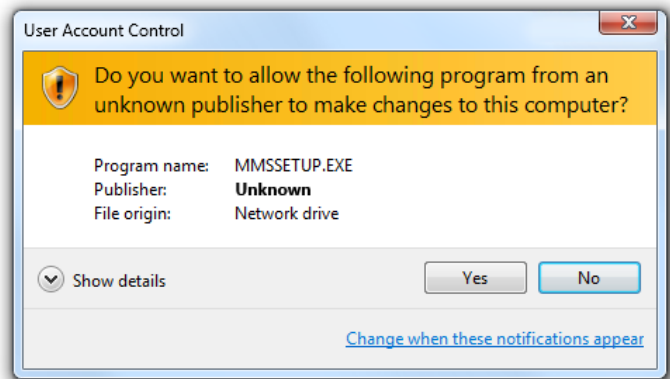 User Account Control
Do you want to allow the following program from an
unknown publisher to make changes to this computer?
Program name: MMSSETUP.EXE
Publisher: Unknown
File origin: Network drive
Show details
Yes No
Change when these notifications appear